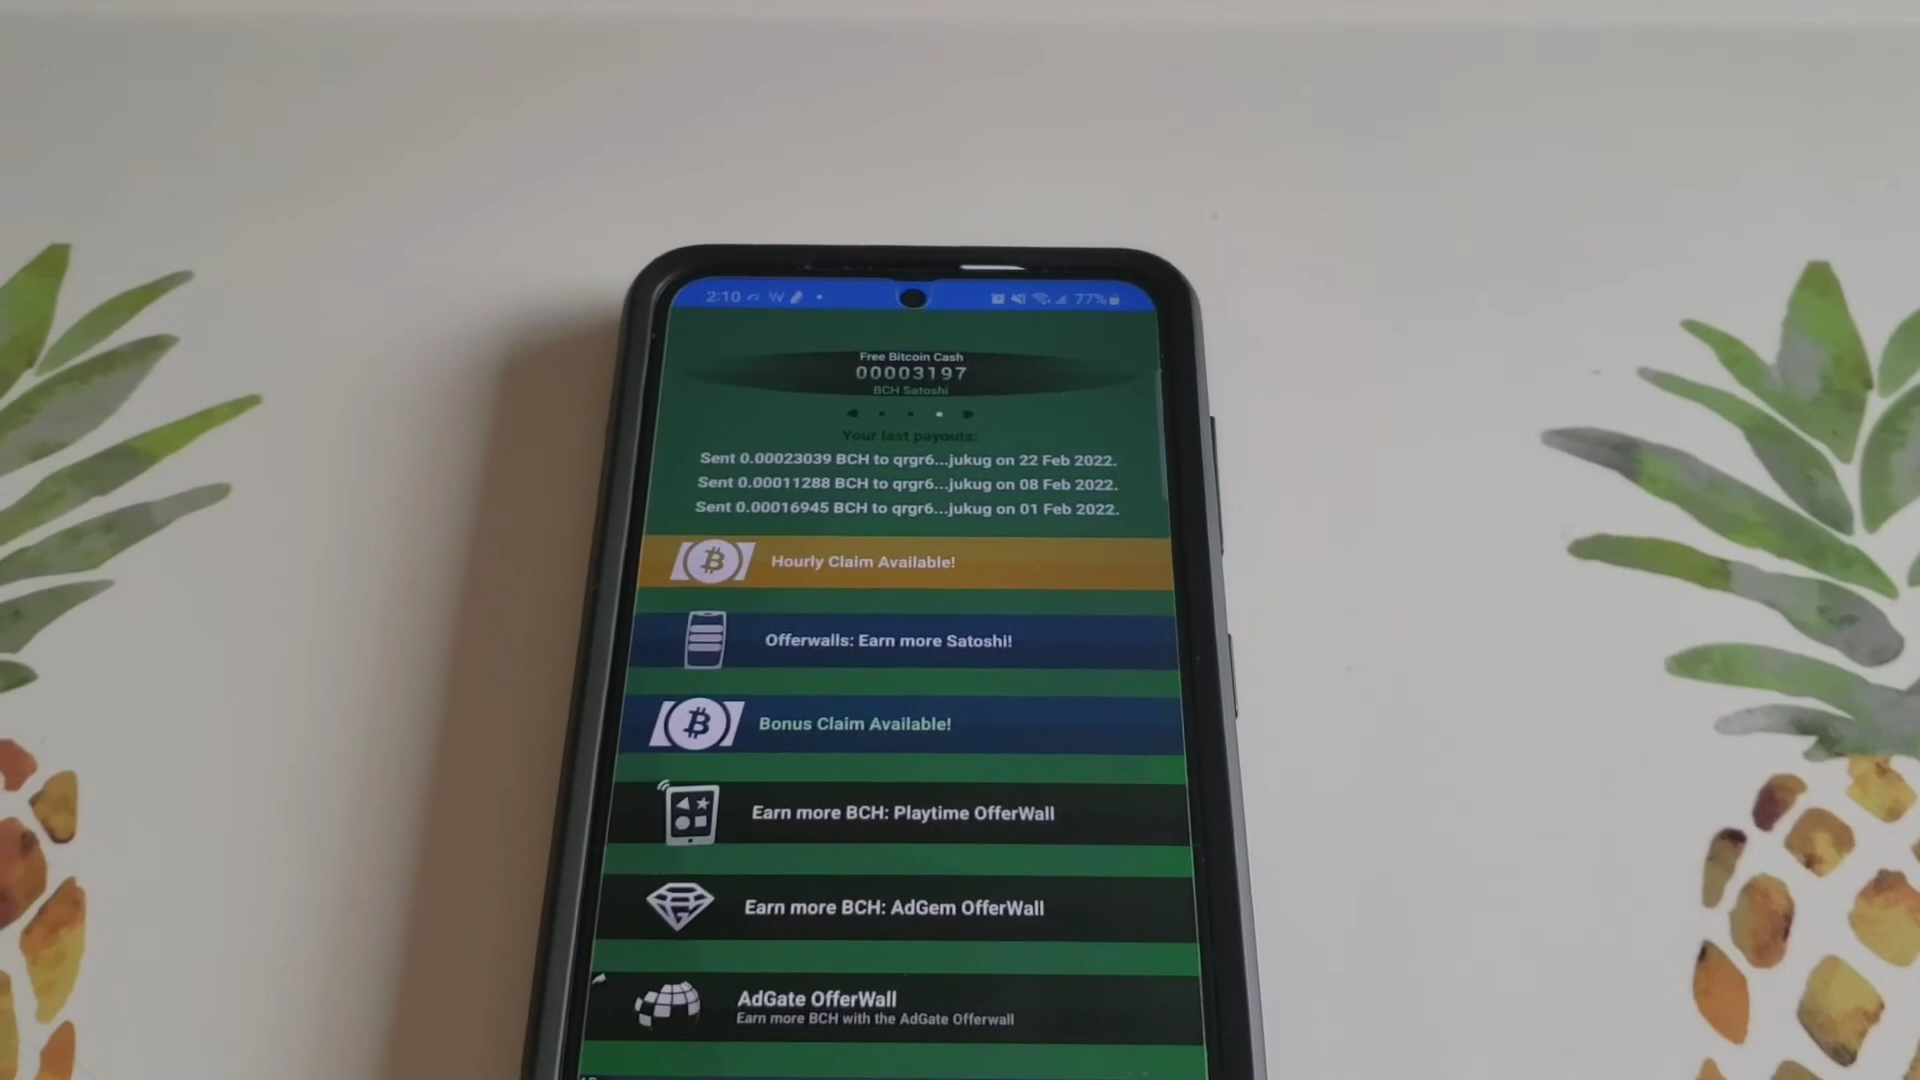 2:10 W 77%
Free Bitcoin Cash
00003197
BCH Satoshi
Your last payouts:
Sent 0.00023039 BCH to qrgr6...jukug on 22 Feb 2022.
Sent 0.00011288 BCH to qrgr6...jukug on 08 Feb 2022.
Sent 0.00016945 BCH to qrgr6...jukug on 01 Feb 2022.
Hourly Claim Available!
Offerwalls: Earn more Satoshi!
Bonus Claim Available!
Earn more BCH: Playtime OfferWall
Earn more BCH: AdGem OfferWall
AdGate OfferWall
Earn more BCH with the AdGate Offerwall